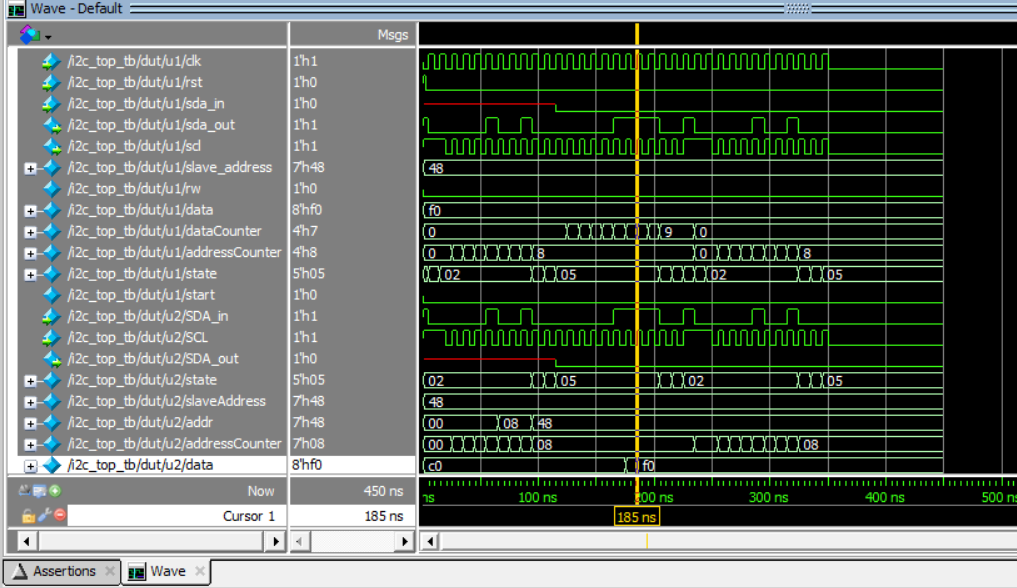 Wave - Default
Msgs
/i2c_top_tb/dut/u1/clk 1'h1
/i2c_top_tb/dut/u1/rst 1'h0
/i2c_top_tb/dut/u1/sda_in 1'h0
/i2c_top_tb/dut/u1/sda_out 1'h1
/i2c_top_tb/dut/u1/scl 1'h1
/i2c_top_tb/dut/u1/slave_address 7'h48 48
/i2c_top_tb/dut/u1/rw 1'h0
/i2c_top_tb/dut/u1/data 8'hf0 f0
/i2c_top_tb/dut/u1/dataCounter 4'h7 0 9 0
/i2c_top_tb/dut/u1/addressCounter 4'h8 0 8 0 8
/i2c_top_tb/dut/u1/state 5'h05 02 05 02 05
/i2c_top_tb/dut/u1/start 1'h0
/i2c_top_tb/dut/u2/SDA_in 1'h1
/i2c_top_tb/dut/u2/SCL 1'h1
/i2c_top_tb/dut/u2/SDA_out 1'h0
/i2c_top_tb/dut/u2/state 5'h05 02 05 02 05
/i2c_top_tb/dut/u2/slaveAddress 7'h48 48
/i2c_top_tb/dut/u2/addr 7'h48 00 08 48
/i2c_top_tb/dut/u2/addressCounter 7'h08 00 08 08
/i2c_top_tb/dut/u2/data 8'hf0 c0 f0
Now 450 ns ns 100 ns 200 ns 300 ns 400 ns 500 n
Cursor 1 185 ns 185 ns
Assertions Wave